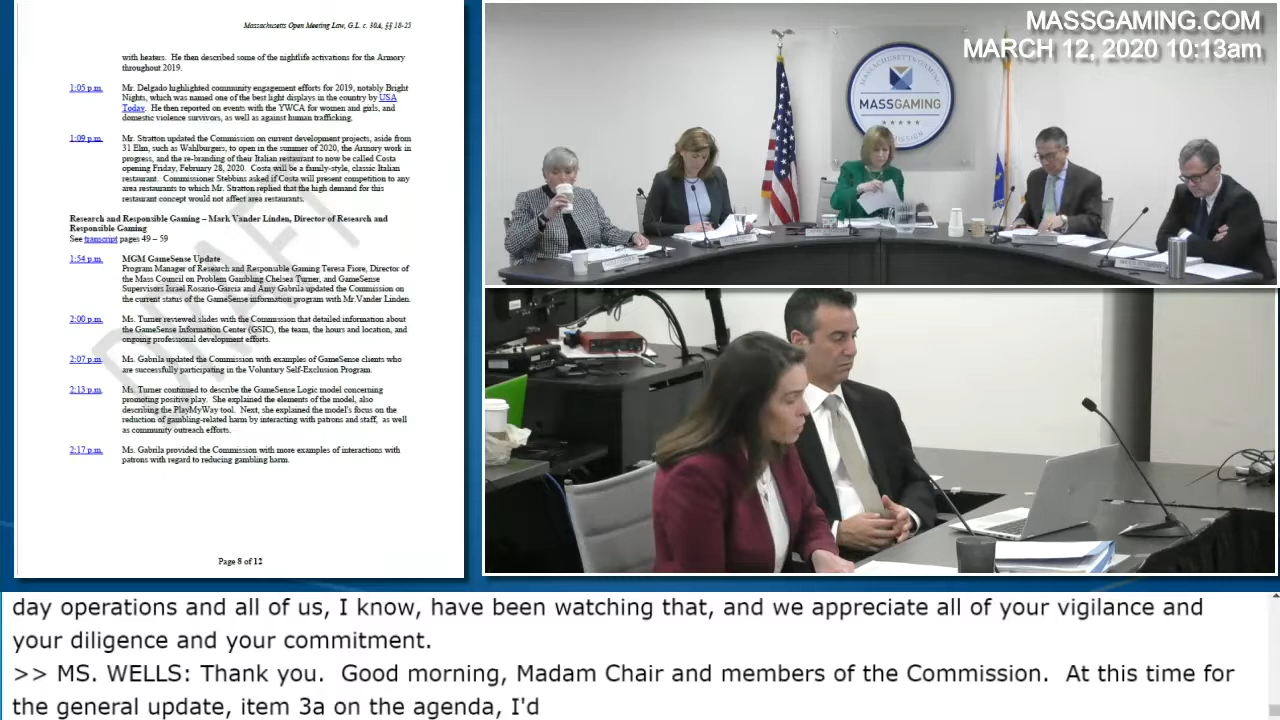 Massachusetts Open Meeting Law, G.L. c. 30A, §§ 18-25
with heaters. He then described some of the nightlife activations for the Armory
throughout 2019.
1:05 p.m. Mr. Delgado highlighted community engagement efforts for 2019, notably Bright
Nights, which was named one of the best light displays in the country by USA
Today. He then reported on events with the YWCA for women and girls, and
domestic violence survivors, as well as against human trafficking.
1:09 p.m. Mr. Stratton updated the Commission on current development projects, aside from
31 Elm, such as Wahlburgers, to open in the summer of 2020, the Armory work in
progress, and the re-branding of their Italian restaurant to now be called Costa
opening Friday, February 28, 2020. Costa will be a family-style, classic Italian
restaurant. Commissioner Stebbins asked if Costa will present competition to any
area restaurants to which Mr. Stratton replied that the high demand for this
restaurant concept would not affect area restaurants.
Research and Responsible Gaming – Mark Vander Linden, Director of Research and
Responsible Gaming
See transcript pages 49 – 59
1:54 p.m. MGM GameSense Update
Program Manager of Research and Responsible Gaming Teresa Fiore, Director of
the Mass Council on Problem Gambling Chelsea Turner, and GameSense
Supervisors Israel Rosario-Garcia and Amy Gabrila updated the Commission on
the current status of the GameSense information program with Mr.Vander Linden.
2:00 p.m. Ms. Turner reviewed slides with the Commission that detailed information about
the GameSense Information Center (GSIC), the team, the hours and location, and
ongoing professional development efforts.
2:07 p.m. Ms. Gabrila updated the Commission with examples of GameSense clients who
are successfully participating in the Voluntary Self-Exclusion Program.
2:13 p.m. Ms. Turner continued to describe the GameSense Logic model concerning
promoting positive play. She explained the elements of the model, also
describing the PlayMyWay tool. Next, she explained the model's focus on the
reduction of gambling-related harm by interacting with patrons and staff, as well
as community outreach efforts.
2:17 p.m. Ms. Gabrila provided the Commission with more examples of interactions with
patrons with regard to reducing gambling harm.
DRAFT
Page 8 of 12
MASSGAMING.COM
MARCH 12, 2020 10:13am
MASSACHUSETTS GAMING
MASSGAMING
day operations and all of us, I know, have been watching that, and we appreciate all of your vigilance and
your diligence and your commitment.
>> MS. WELLS: Thank you. Good morning, Madam Chair and members of the Commission. At this time for
the general update, item 3a on the agenda, I'd